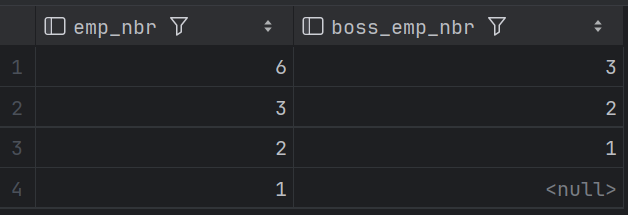 emp_nbr boss_emp_nbr
1 6 3
2 3 2
3 2 1
4 1 <null>